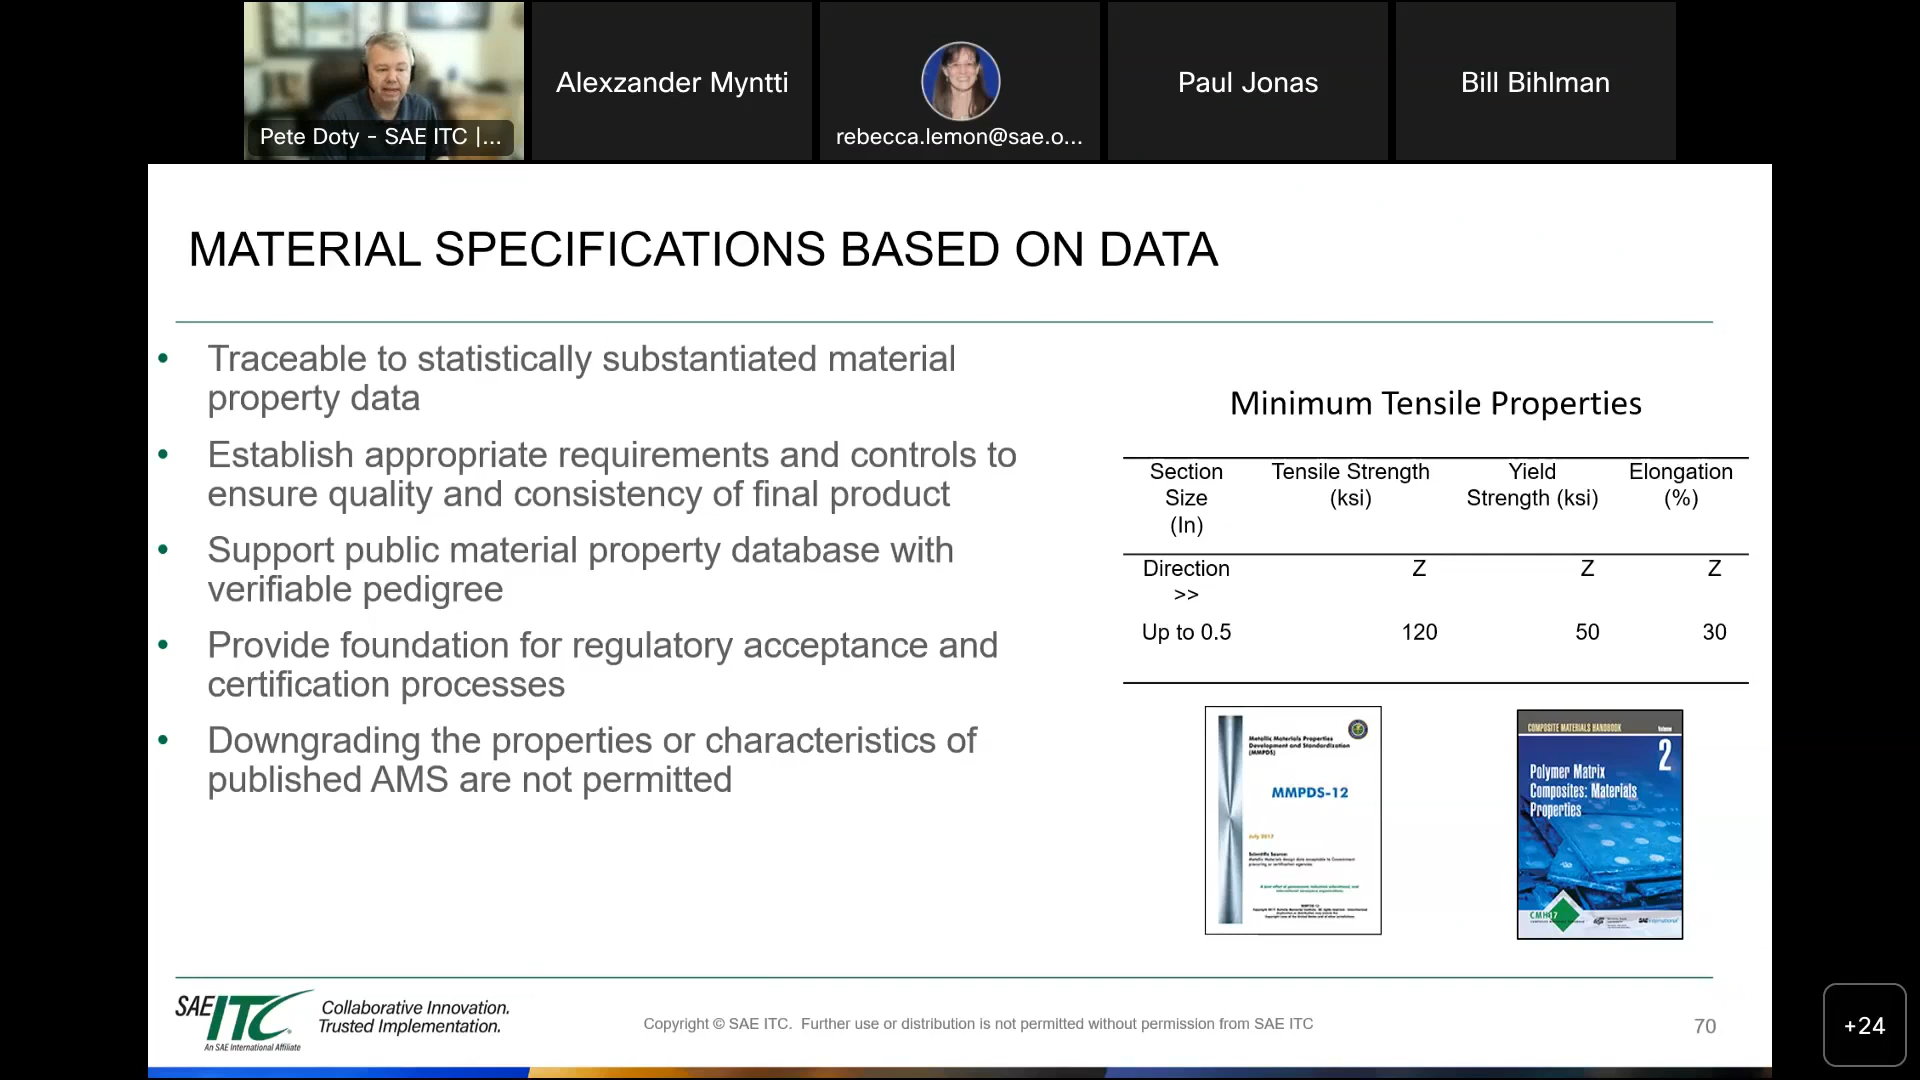 Pete Doty - SAE ITC |...
Alexzander Myntti
rebecca.lemon@sae.o...
Paul Jonas
Bill Bihlman
MATERIAL SPECIFICATIONS BASED ON DATA
• Traceable to statistically substantiated material
property data
• Establish appropriate requirements and controls to
ensure quality and consistency of final product
• Support public material property database with
verifiable pedigree
• Provide foundation for regulatory acceptance and
certification processes
• Downgrading the properties or characteristics of
published AMS are not permitted
Minimum Tensile Properties
Section Size (In) Tensile Strength (ksi) Yield Strength (ksi) Elongation (%)
Direction >> Z Z Z
Up to 0.5 120 50 30
Metallic Materials Properties
Development and Standardization
(MMPDS)
MMPDS-12
July 2017
Scientific Source:
COMPOSITE MATERIALS HANDBOOK Volume
2
Polymer Matrix
Composites: Materials
Properties
SAE ITC
An SAE International Affiliate
Collaborative Innovation.
Trusted Implementation.
Copyright © SAE ITC. Further use or distribution is not permitted without permission from SAE ITC
70
+24